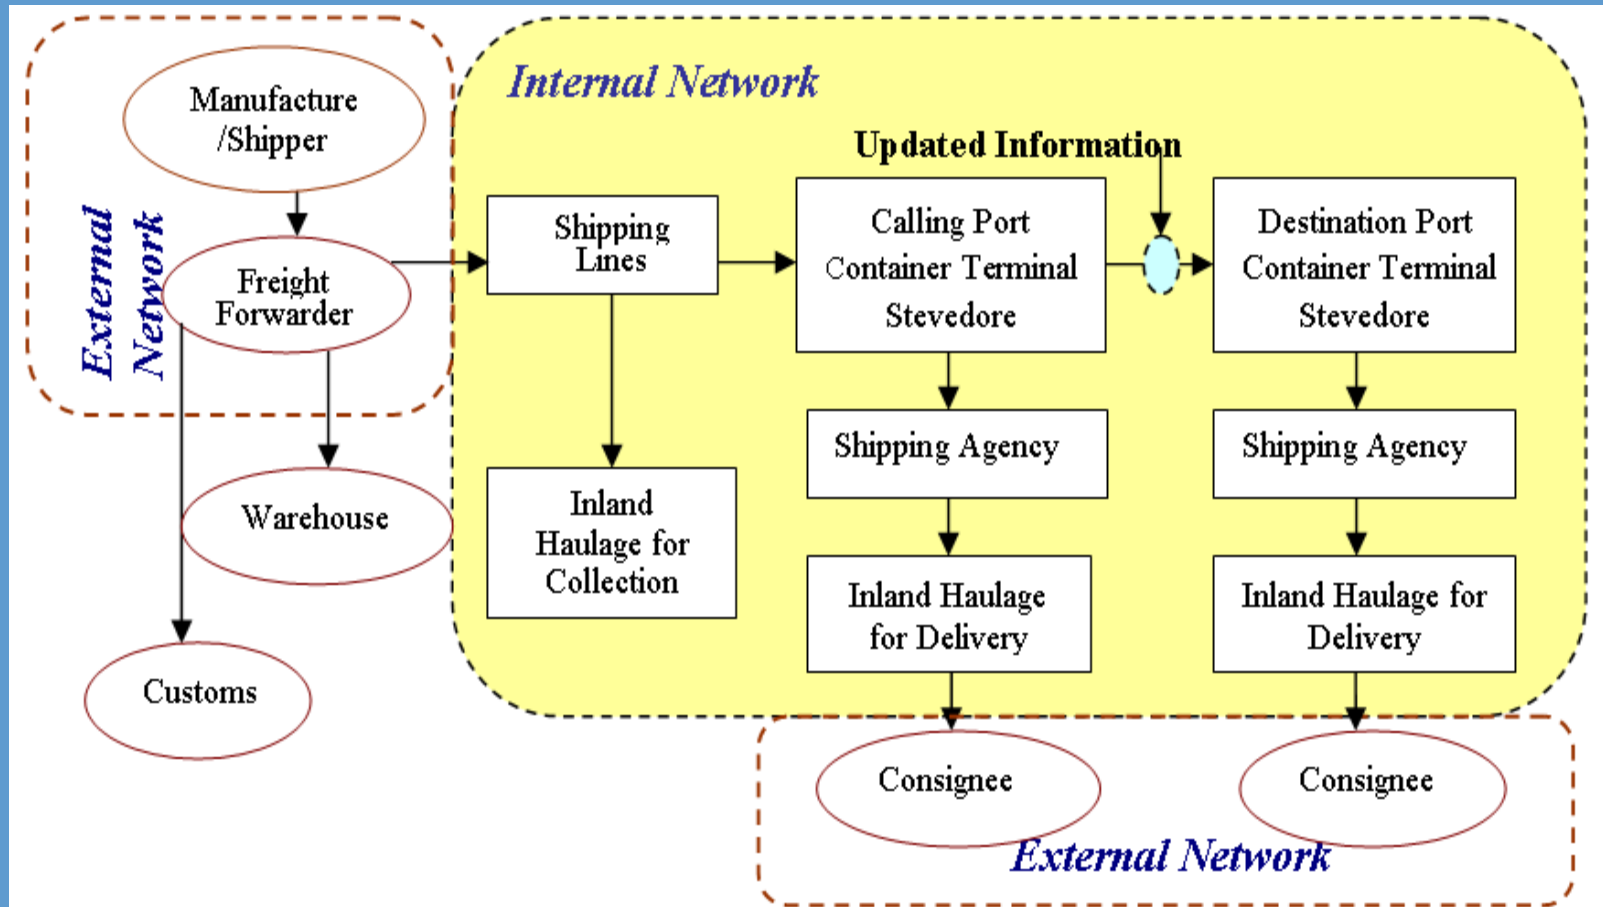 Manufacture
/Shipper
External
Network
Freight
Forwarder
Warehouse
Customs
Internal Network
Updated Information
Shipping
Lines
Inland
Haulage for
Collection
Calling Port
Container Terminal
Stevedore
Shipping Agency
Inland Haulage
for Delivery
Destination Port
Container Terminal
Stevedore
Shipping Agency
Inland Haulage for
Delivery
Consignee
Consignee
External Network